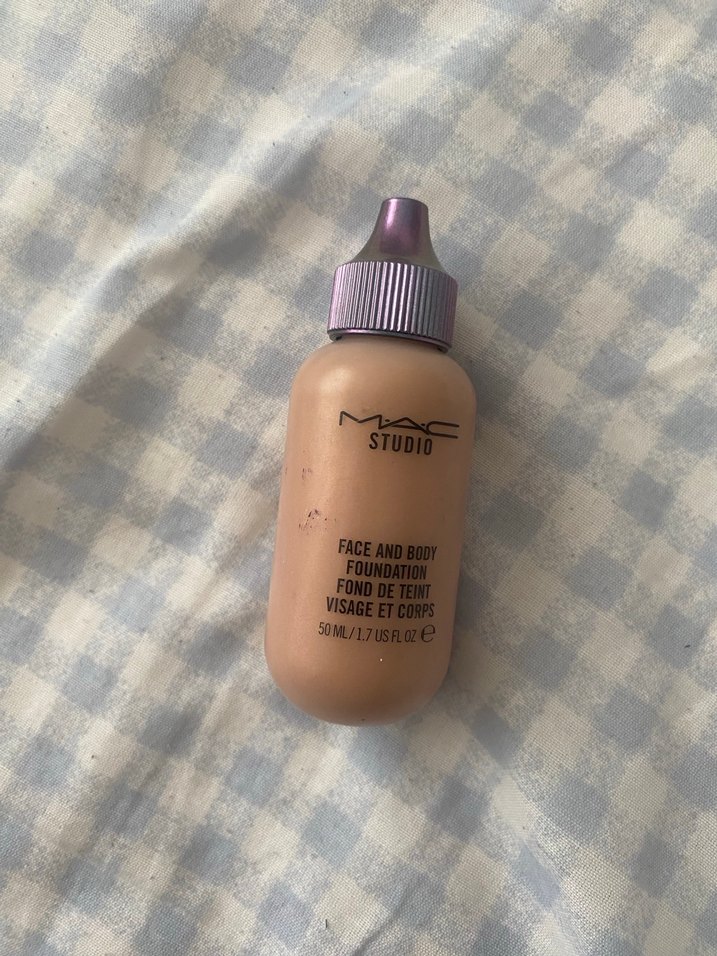 M·A·C
STUDIO
FACE AND BODY
FOUNDATION
FOND DE TEINT
VISAGE ET CORPS
50 ML / 1.7 US FL OZ ℮